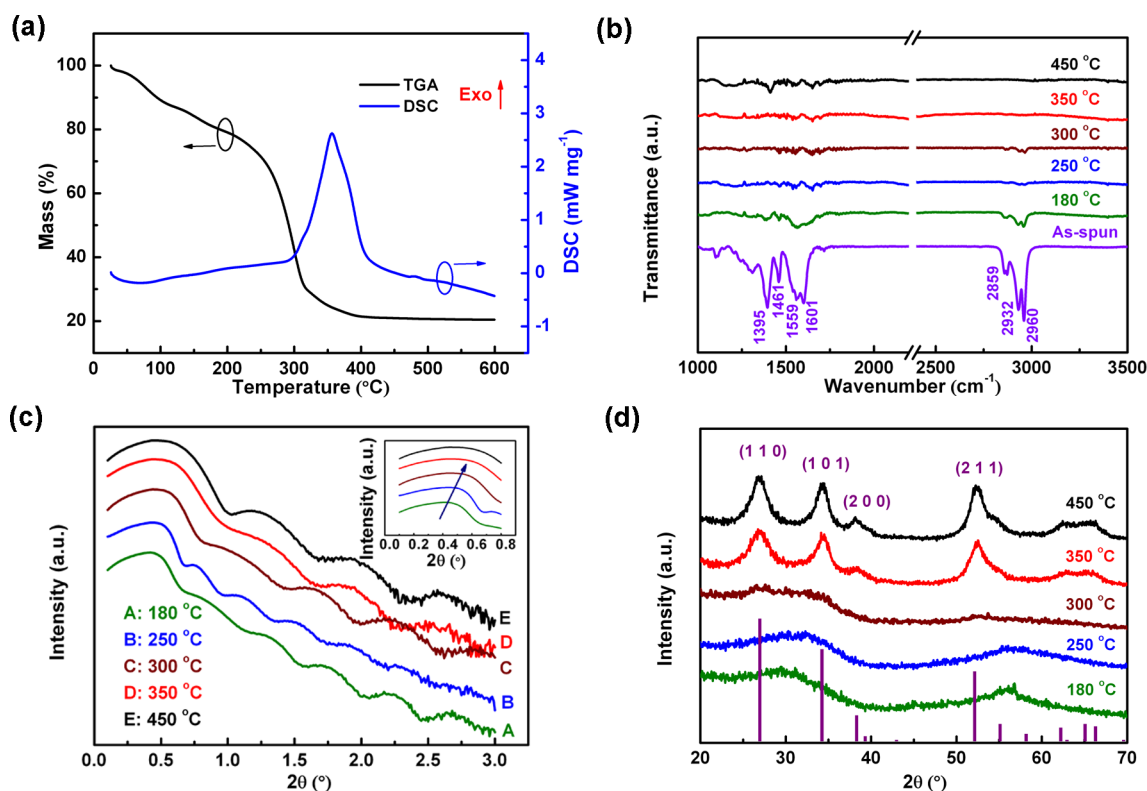 (a)
TGA
DSC
Exo
Mass (%)
100
80
60
40
20
0
100
200
300
400
500
600
Temperature (°C)
4
3
2
1
0
-1
DSC (mW mg⁻¹)
(b)
450 °C
350 °C
300 °C
250 °C
180 °C
As-spun
1395
1461
1559
1601
2859
2932
2960
Transmittance (a.u.)
1000
1500
2000
2500
3000
3500
Wavenumber (cm⁻¹)
(c)
Intensity (a.u.)
A: 180 °C
B: 250 °C
C: 300 °C
D: 350 °C
E: 450 °C
E
D
C
B
A
0.0
0.5
1.0
1.5
2.0
2.5
3.0
2θ (°)
Intensity (a.u.)
0.0 0.2 0.4 0.6 0.8
2θ (°)
(d)
(1 1 0)
(1 0 1)
(2 0 0)
(2 1 1)
450 °C
350 °C
300 °C
250 °C
180 °C
Intensity (a.u.)
20
30
40
50
60
70
2θ (°)